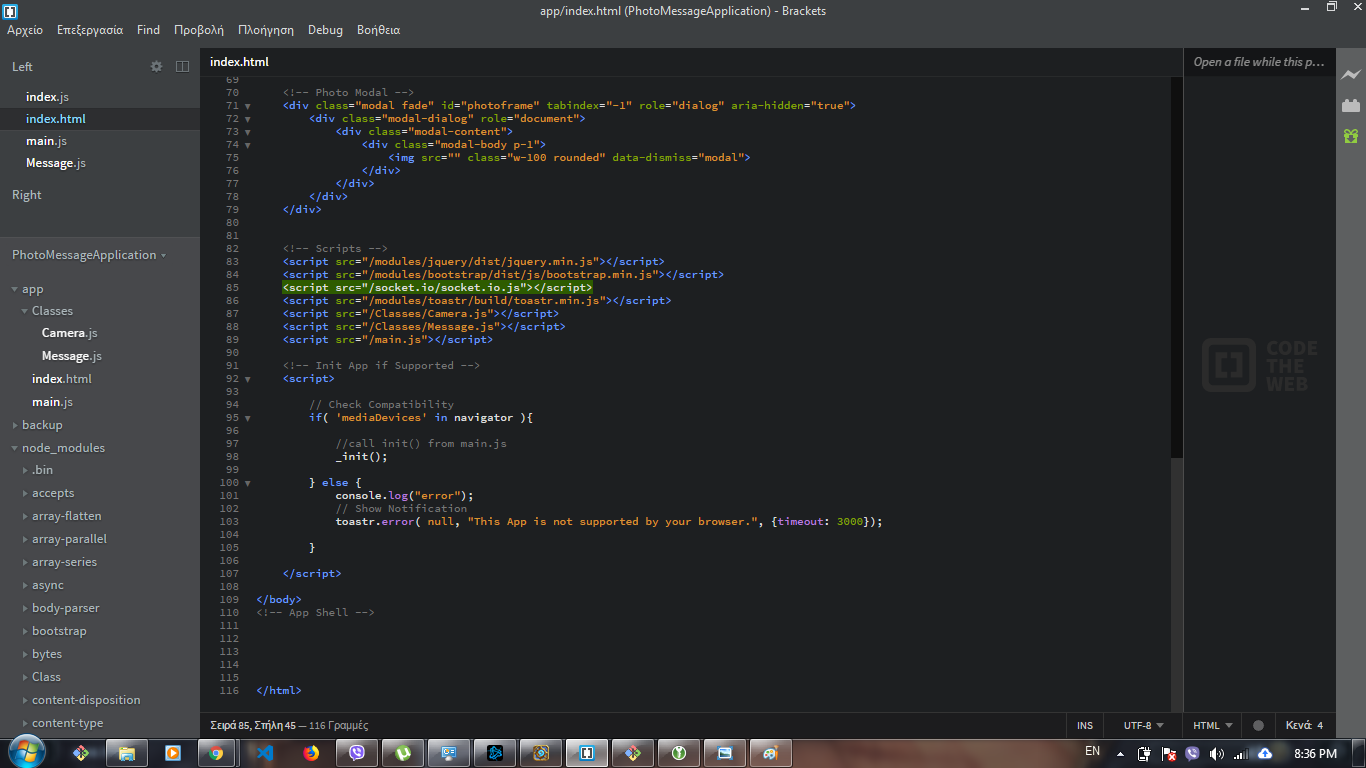 app/index.html (PhotoMessageApplication) - Brackets
Αρχείο Επεξεργασία Find Προβολή Πλοήγηση Debug Βοήθεια
Left
index.js
index.html
main.js
Message.js
Right
PhotoMessageApplication
app
Classes
Camera.js
Message.js
index.html
main.js
backup
node_modules
.bin
accepts
array-flatten
array-parallel
array-series
async
body-parser
bootstrap
bytes
Class
content-disposition
content-type
index.html
69
70 <!-- Photo Modal -->
71 <div class="modal fade" id="photoframe" tabindex="-1" role="dialog" aria-hidden="true">
72 <div class="modal-dialog" role="document">
73 <div class="modal-content">
74 <div class="modal-body p-1">
75 <img src="" class="w-100 rounded" data-dismiss="modal">
76 </div>
77 </div>
78 </div>
79 </div>
80
81
82 <!-- Scripts -->
83 <script src="/modules/jquery/dist/jquery.min.js"></script>
84 <script src="/modules/bootstrap/dist/js/bootstrap.min.js"></script>
85 <script src="/socket.io/socket.io.js"></script>
86 <script src="/modules/toastr/build/toastr.min.js"></script>
87 <script src="/Classes/Camera.js"></script>
88 <script src="/Classes/Message.js"></script>
89 <script src="/main.js"></script>
90
91 <!-- Init App if Supported -->
92 <script>
93
94 // Check Compatibility
95 if( 'mediaDevices' in navigator ){
96
97 //call init() from main.js
98 _init();
99
100 } else {
101 console.log("error");
102 // Show Notification
103 toastr.error( null, "This App is not supported by your browser.", {timeout: 3000});
104
105 }
106
107 </script>
108
109 </body>
110 <!-- App Shell -->
111
112
113
114
115
116 </html>
Open a file while this p...
CODE
THE
WEB
Σειρά 85, Στήλη 45 — 116 Γραμμές
INS UTF-8 HTML Κενά: 4
EN 8:36 PM